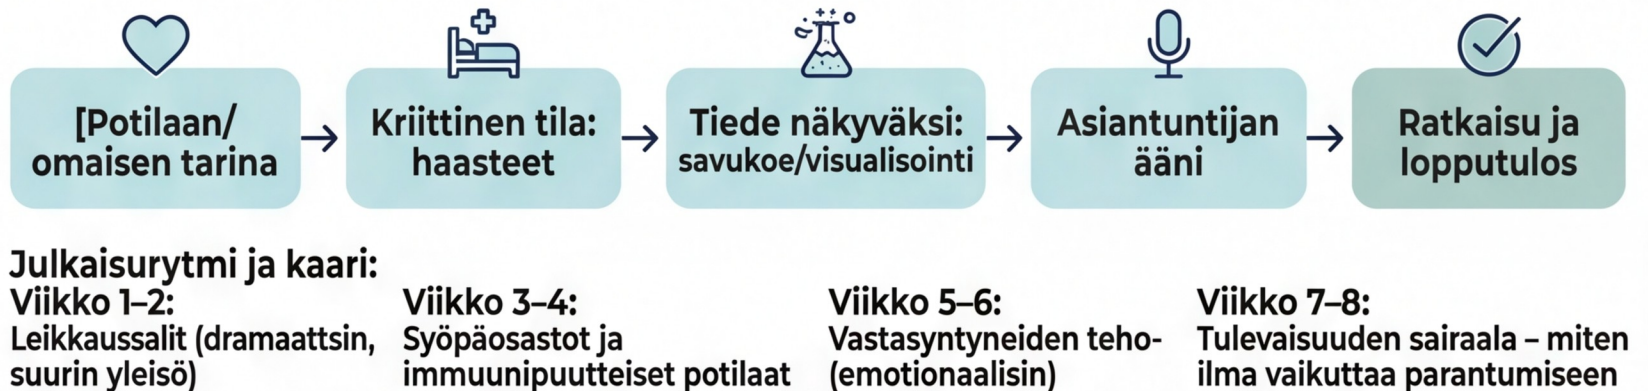 [Potilaan/
omaisen tarina
Kriittinen tila:
haasteet
Tiede näkyväksi:
savukoe/visualisointi
Asiantuntijan
ääni
Ratkaisu ja
lopputulos
Julkaisurytmi ja kaari:
Viikko 1–2:
Leikkaussalit (dramaattsin,
suurin yleisö)
Viikko 3–4:
Syöpäosastot ja
immuunipuutteiset potilaat
Viikko 5–6:
Vastasyntyneiden teho-
(emotionaalisin)
Viikko 7–8:
Tulevaisuuden sairaala – miten
ilma vaikuttaa parantumiseen